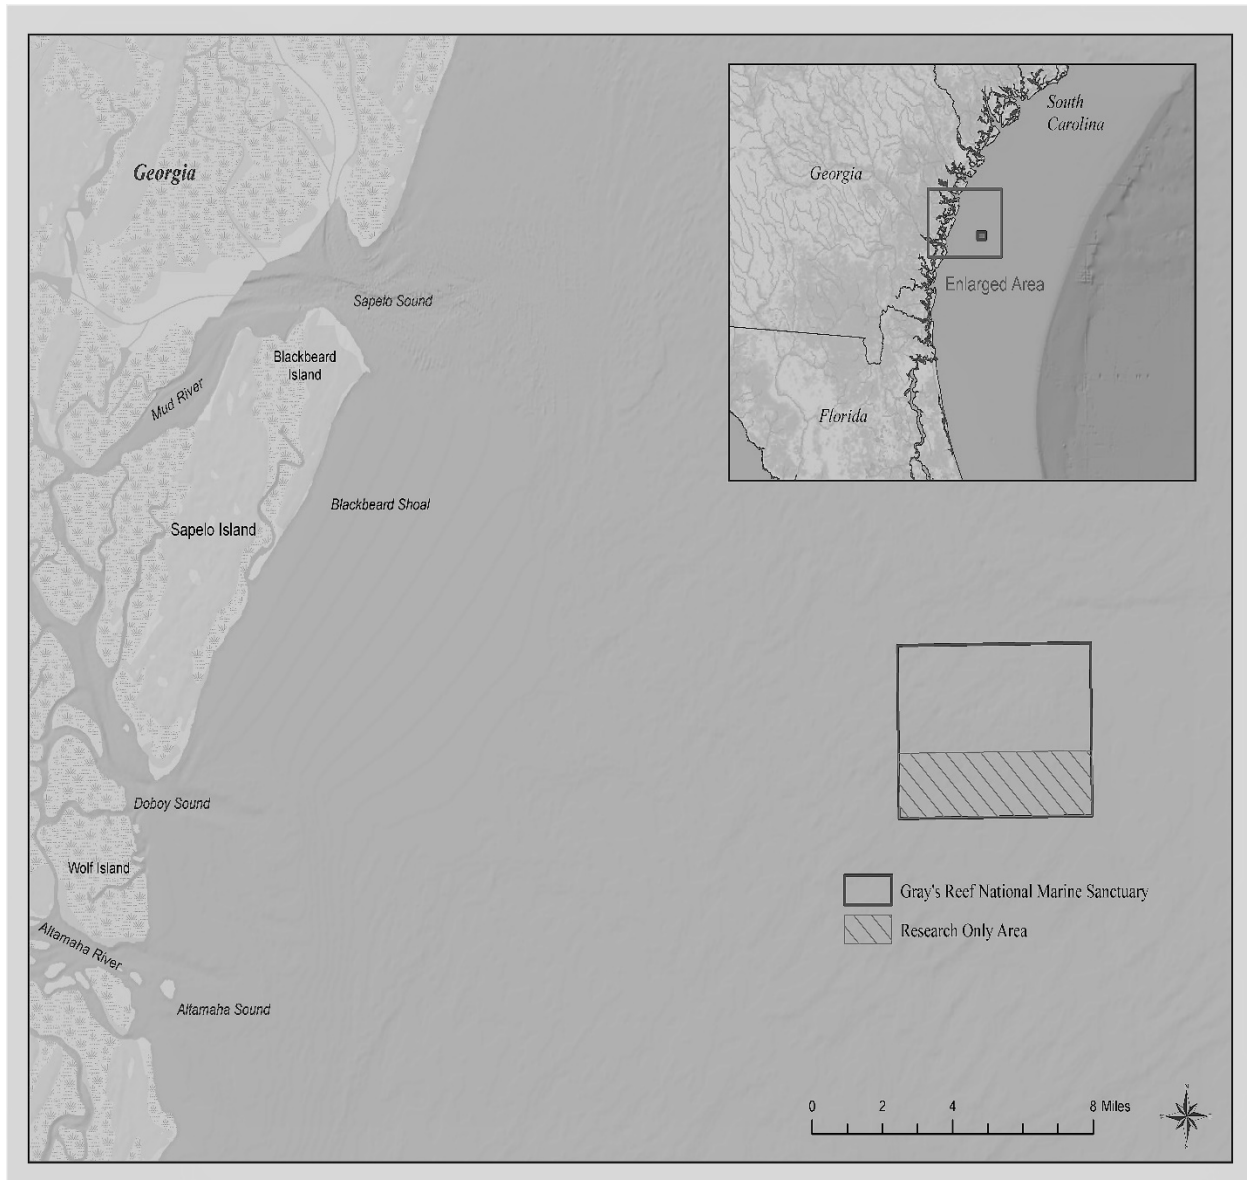 South
Carolina
Georgia
Georgia
Enlarged Area
Sapelo Sound
Blackbeard
Island
Mud River
Florida
Blackbeard Shoal
Sapelo Island
Doboy Sound
Wolf Island
Gray's Reef National Marine Sanctuary
Research Only Area
Altamaha River
Altamaha Sound
0 2 4 8 Miles